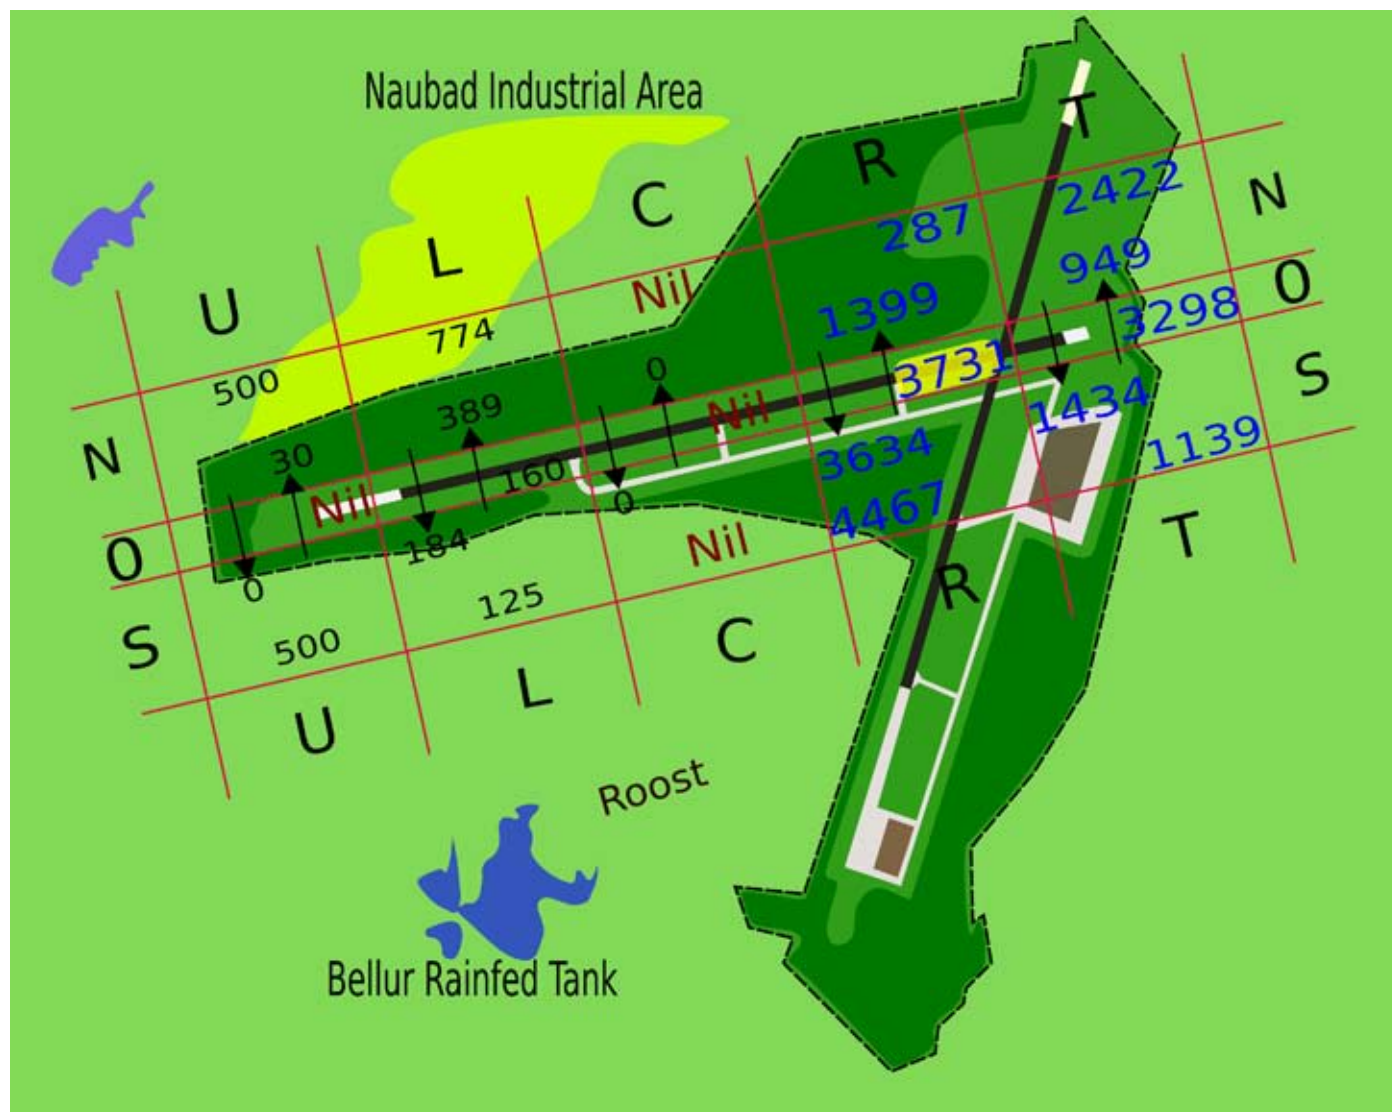 Naubad Industrial Area
T
R
2422
N
C
287
L
949
O
U
Nil
1399
3298
774
500
0
3731
S
389
Nil
1434
N
30
160
3634
1139
Nil
0
4467
O
184
Nil
T
0
125
R
S
500
C
L
U
Roost
Bellur Rainfed Tank